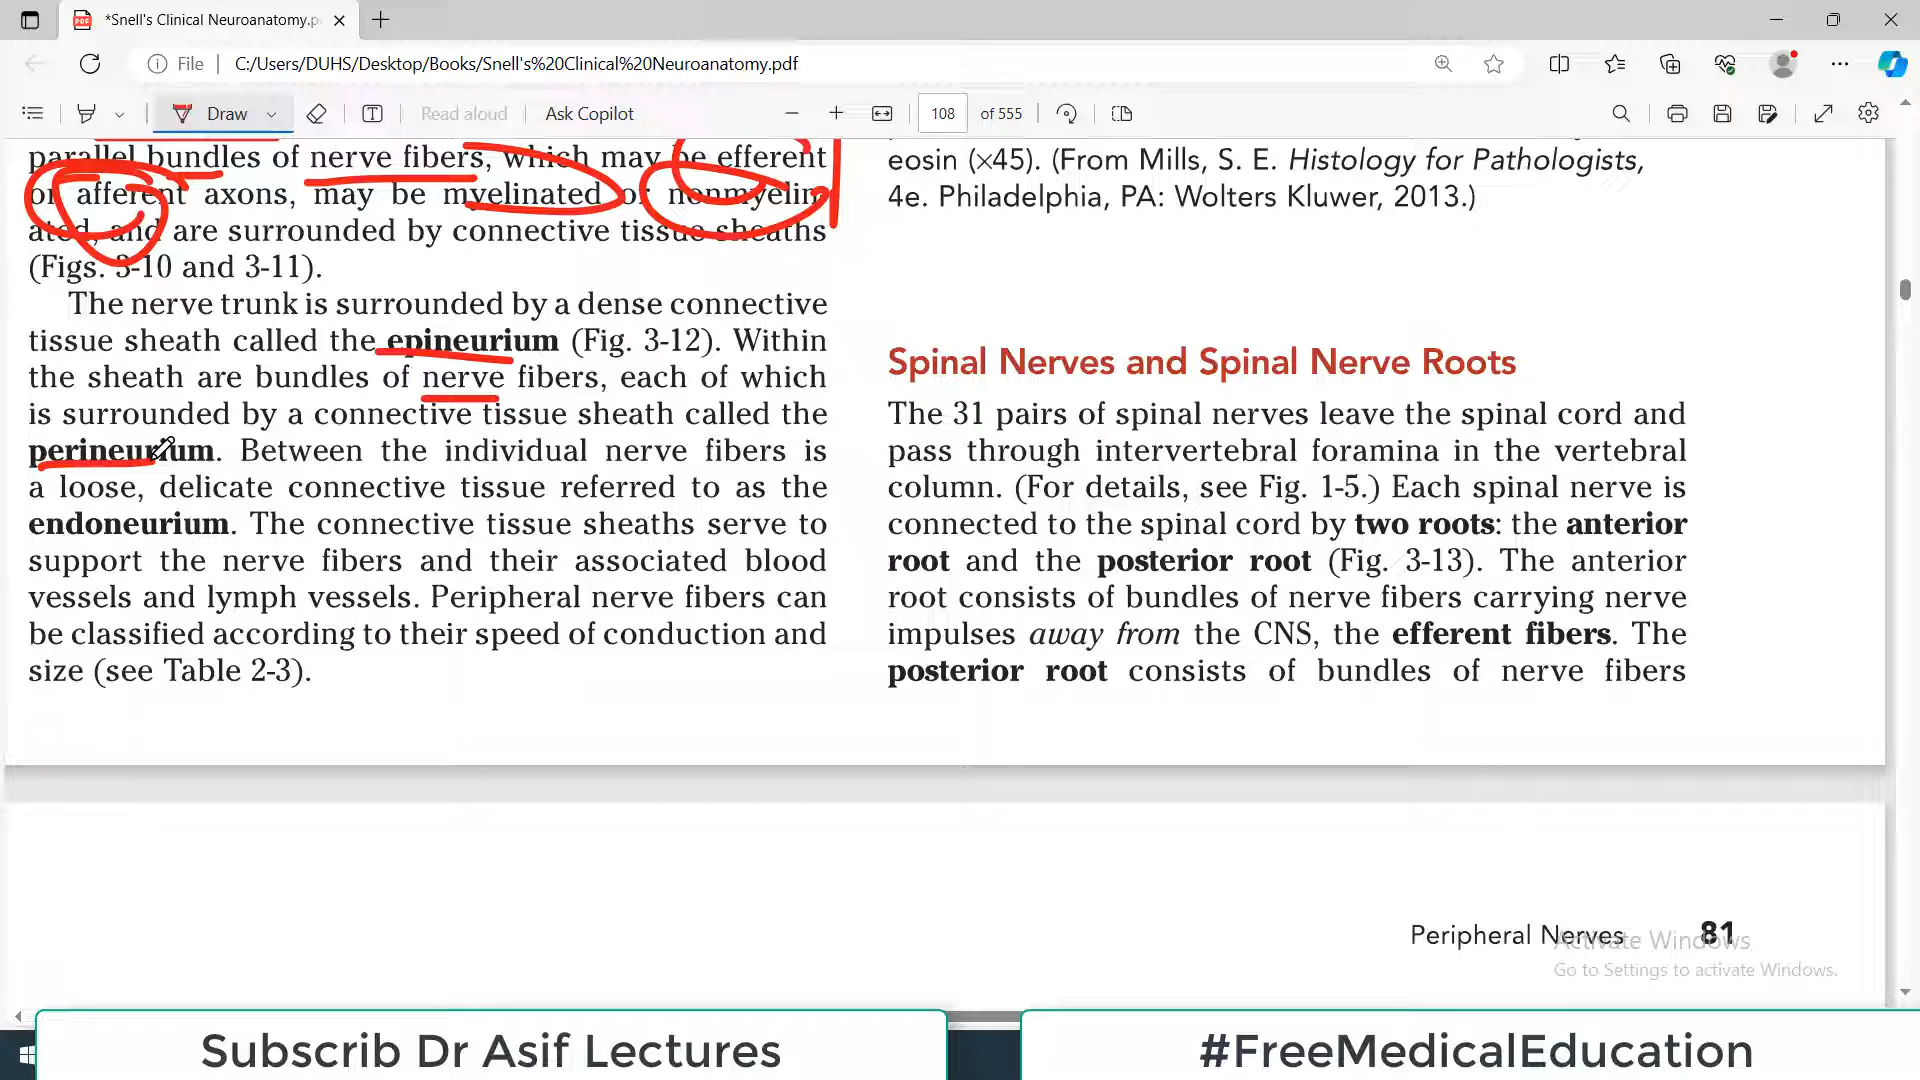 *Snell's Clinical Neuroanatomy.p
File
C:/Users/DUHS/Desktop/Books/Snell's%20Clinical%20Neuroanatomy.pdf
Draw
Read aloud
Ask Copilot
108
of 555
parallel bundles of nerve fibers, which may be efferent
or afferent axons, may be myelinated or nonmyelin
ated, and are surrounded by connective tissue sheaths
(Figs. 3-10 and 3-11).
The nerve trunk is surrounded by a dense connective
tissue sheath called the epineurium (Fig. 3-12). Within
the sheath are bundles of nerve fibers, each of which
is surrounded by a connective tissue sheath called the
perineurium. Between the individual nerve fibers is
a loose, delicate connective tissue referred to as the
endoneurium. The connective tissue sheaths serve to
support the nerve fibers and their associated blood
vessels and lymph vessels. Peripheral nerve fibers can
be classified according to their speed of conduction and
size (see Table 2-3).
eosin (×45). (From Mills, S. E. Histology for Pathologists,
4e. Philadelphia, PA: Wolters Kluwer, 2013.)
Spinal Nerves and Spinal Nerve Roots
The 31 pairs of spinal nerves leave the spinal cord and
pass through intervertebral foramina in the vertebral
column. (For details, see Fig. 1-5.) Each spinal nerve is
connected to the spinal cord by two roots: the anterior
root and the posterior root (Fig. 3-13). The anterior
root consists of bundles of nerve fibers carrying nerve
impulses away from the CNS, the efferent fibers. The
posterior root consists of bundles of nerve fibers
Peripheral Nerves 81
Activate Windows
Go to Settings to activate Windows.
Subscrib Dr Asif Lectures
#FreeMedicalEducation